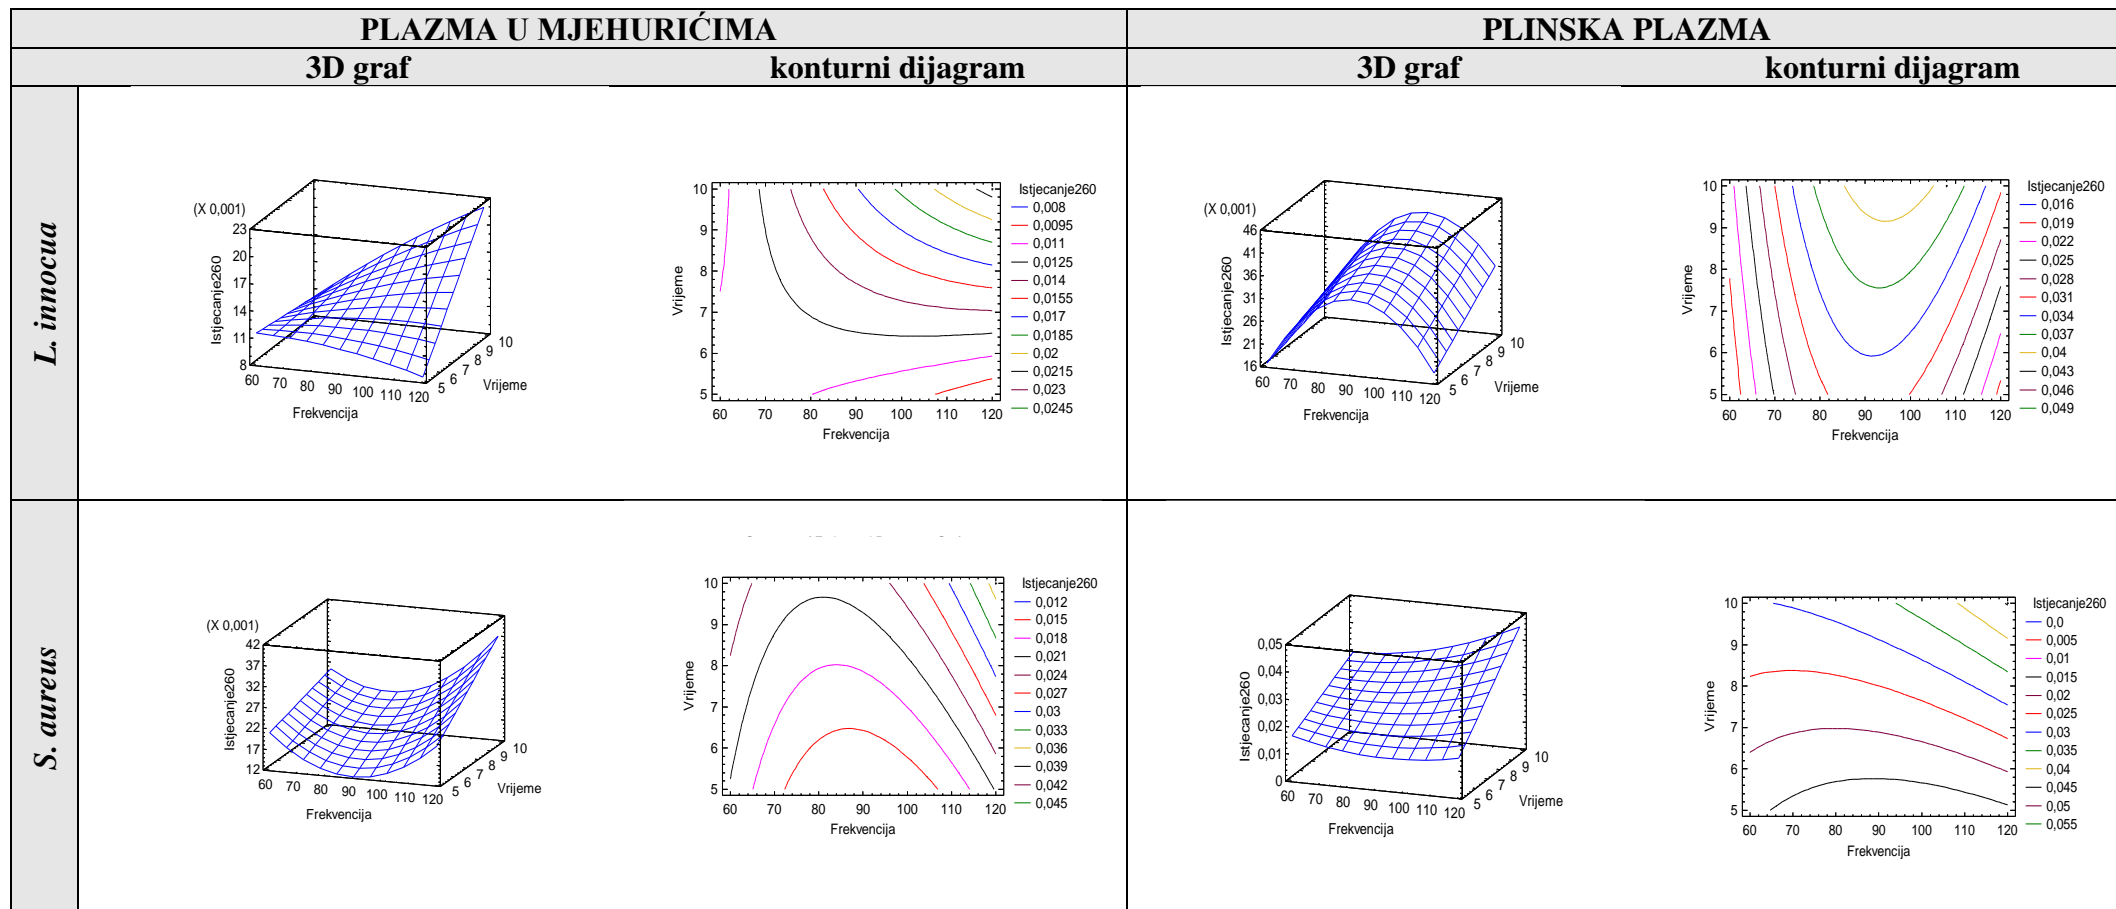 PLAZMA U MJEHURIĆIMA
PLINSKA PLAZMA
3D graf
konturni dijagram
3D graf
konturni dijagram
L. innocua
(X 0,001)
23
20
17
14
11
8
Istjecanje260
60 70 80 90 100 110 120
Frekvencija
5 6 7 8 9 10
Vrijeme
10
9
8
7
6
5
Vrijeme
60 70 80 90 100 110 120
Frekvencija
Istjecanje260
0,008
0,0095
0,011
0,0125
0,014
0,0155
0,017
0,0185
0,02
0,0215
0,023
0,0245
(X 0,001)
46
41
36
31
26
21
16
Istjecanje260
60 70 80 90 100 110 120
Frekvencija
5 6 7 8 9 10
Vrijeme
10
9
8
7
6
5
Vrijeme
60 70 80 90 100 110 120
Frekvencija
Istjecanje260
0,016
0,019
0,022
0,025
0,028
0,031
0,034
0,037
0,04
0,043
0,046
0,049
S. aureus
(X 0,001)
42
37
32
27
22
17
12
Istjecanje260
60 70 80 90 100 110 120
Frekvencija
5 6 7 8 9 10
Vrijeme
10
9
8
7
6
5
Vrijeme
60 70 80 90 100 110 120
Frekvencija
Istjecanje260
0,012
0,015
0,018
0,021
0,024
0,027
0,03
0,033
0,036
0,039
0,042
0,045
0,05
0,04
0,03
0,02
0,01
0
Istjecanje260
60 70 80 90 100 110 120
Frekvencija
5 6 7 8 9 10
Vrijeme
10
9
8
7
6
5
Vrijeme
60 70 80 90 100 110 120
Frekvencija
Istjecanje260
0,0
0,005
0,01
0,015
0,02
0,025
0,03
0,035
0,04
0,045
0,05
0,055